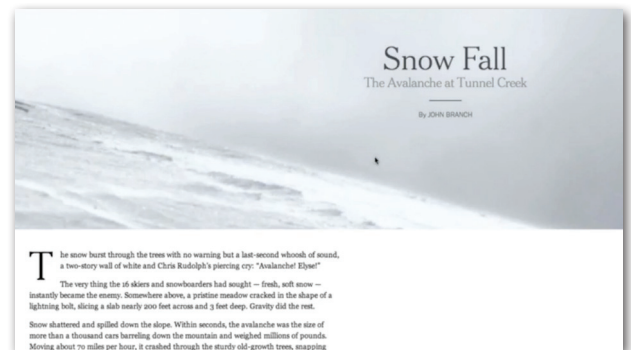 Snow Fall
The Avalanche at Tunnel Creek
By JOHN BRANCH
The snow burst through the trees with no warning but a last-second whoosh of sound,
a two-story wall of white and Chris Rudolph's piercing cry: "Avalanche! Elyse!"
The very thing the 16 skiers and snowboarders had sought — fresh, soft snow —
instantly became the enemy. Somewhere above, a pristine meadow cracked in the shape of a
lightning bolt, slicing a slab nearly 200 feet across and 3 feet deep. Gravity did the rest.
Snow shattered and spilled down the slope. Within seconds, the avalanche was the size of
more than a thousand cars barreling down the mountain and weighed millions of pounds.
Moving about 70 miles per hour, it crashed through the sturdy old-growth trees, snapping